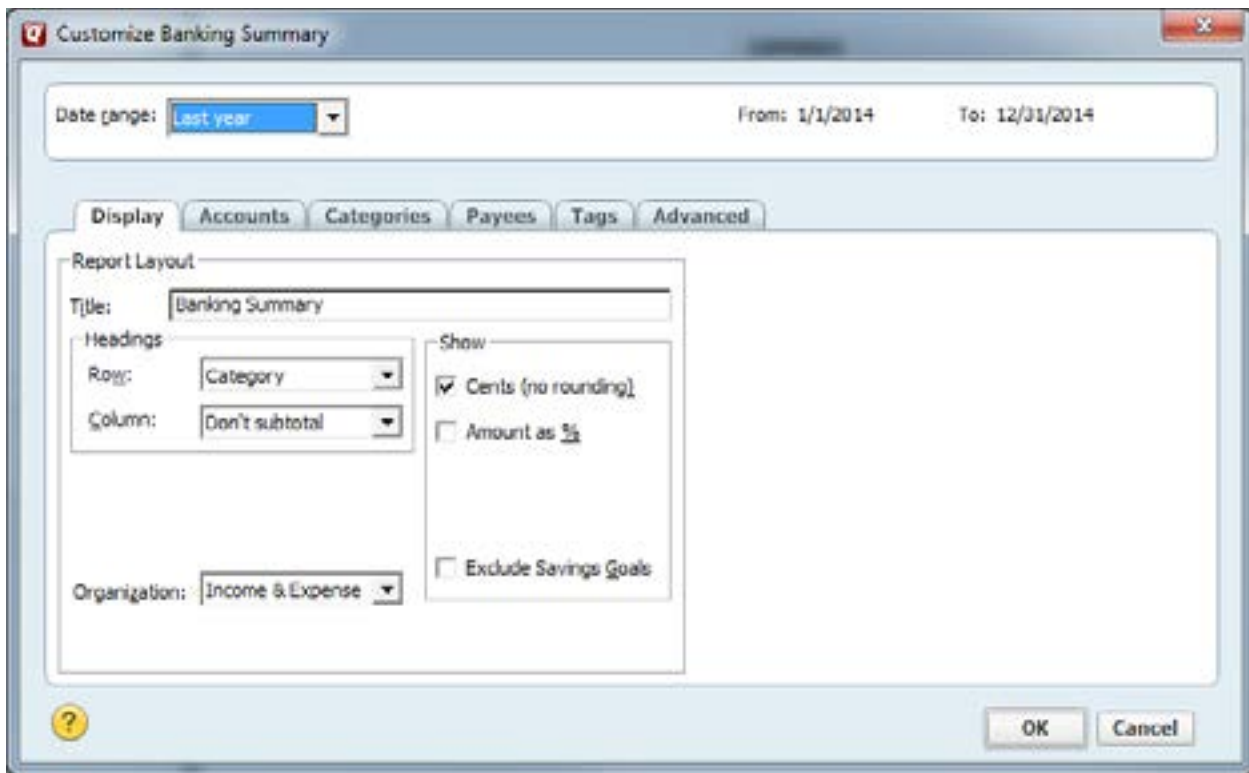 Customize Banking Summary
Date range: Last year From: 1/1/2014 To: 12/31/2014
Display Accounts Categories Payees Tags Advanced
Report Layout
Title: Banking Summary
Headings
Row: Category
Column: Don't subtotal
Show
Cents (no rounding)
Amount as %
Exclude Savings Goals
Organization: Income & Expense
?
OK Cancel